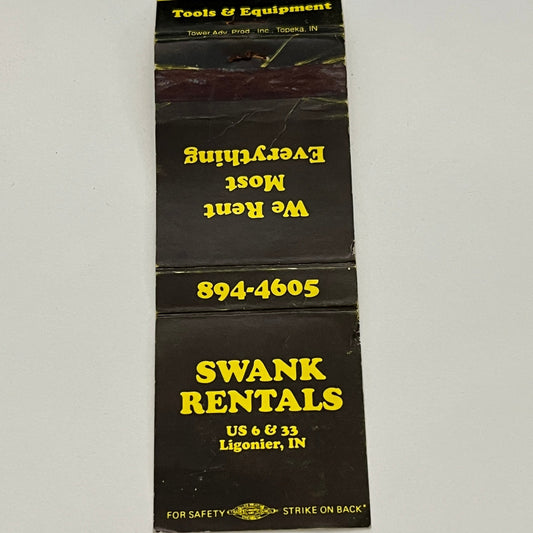 Tools & Equipment
Tower Adv. Prod., Inc., Topeka, IN
We Rent
Most
Everything
894-4605
SWANK
RENTALS
US 6 & 33
Ligonier, IN
FOR SAFETY STRIKE ON BACK